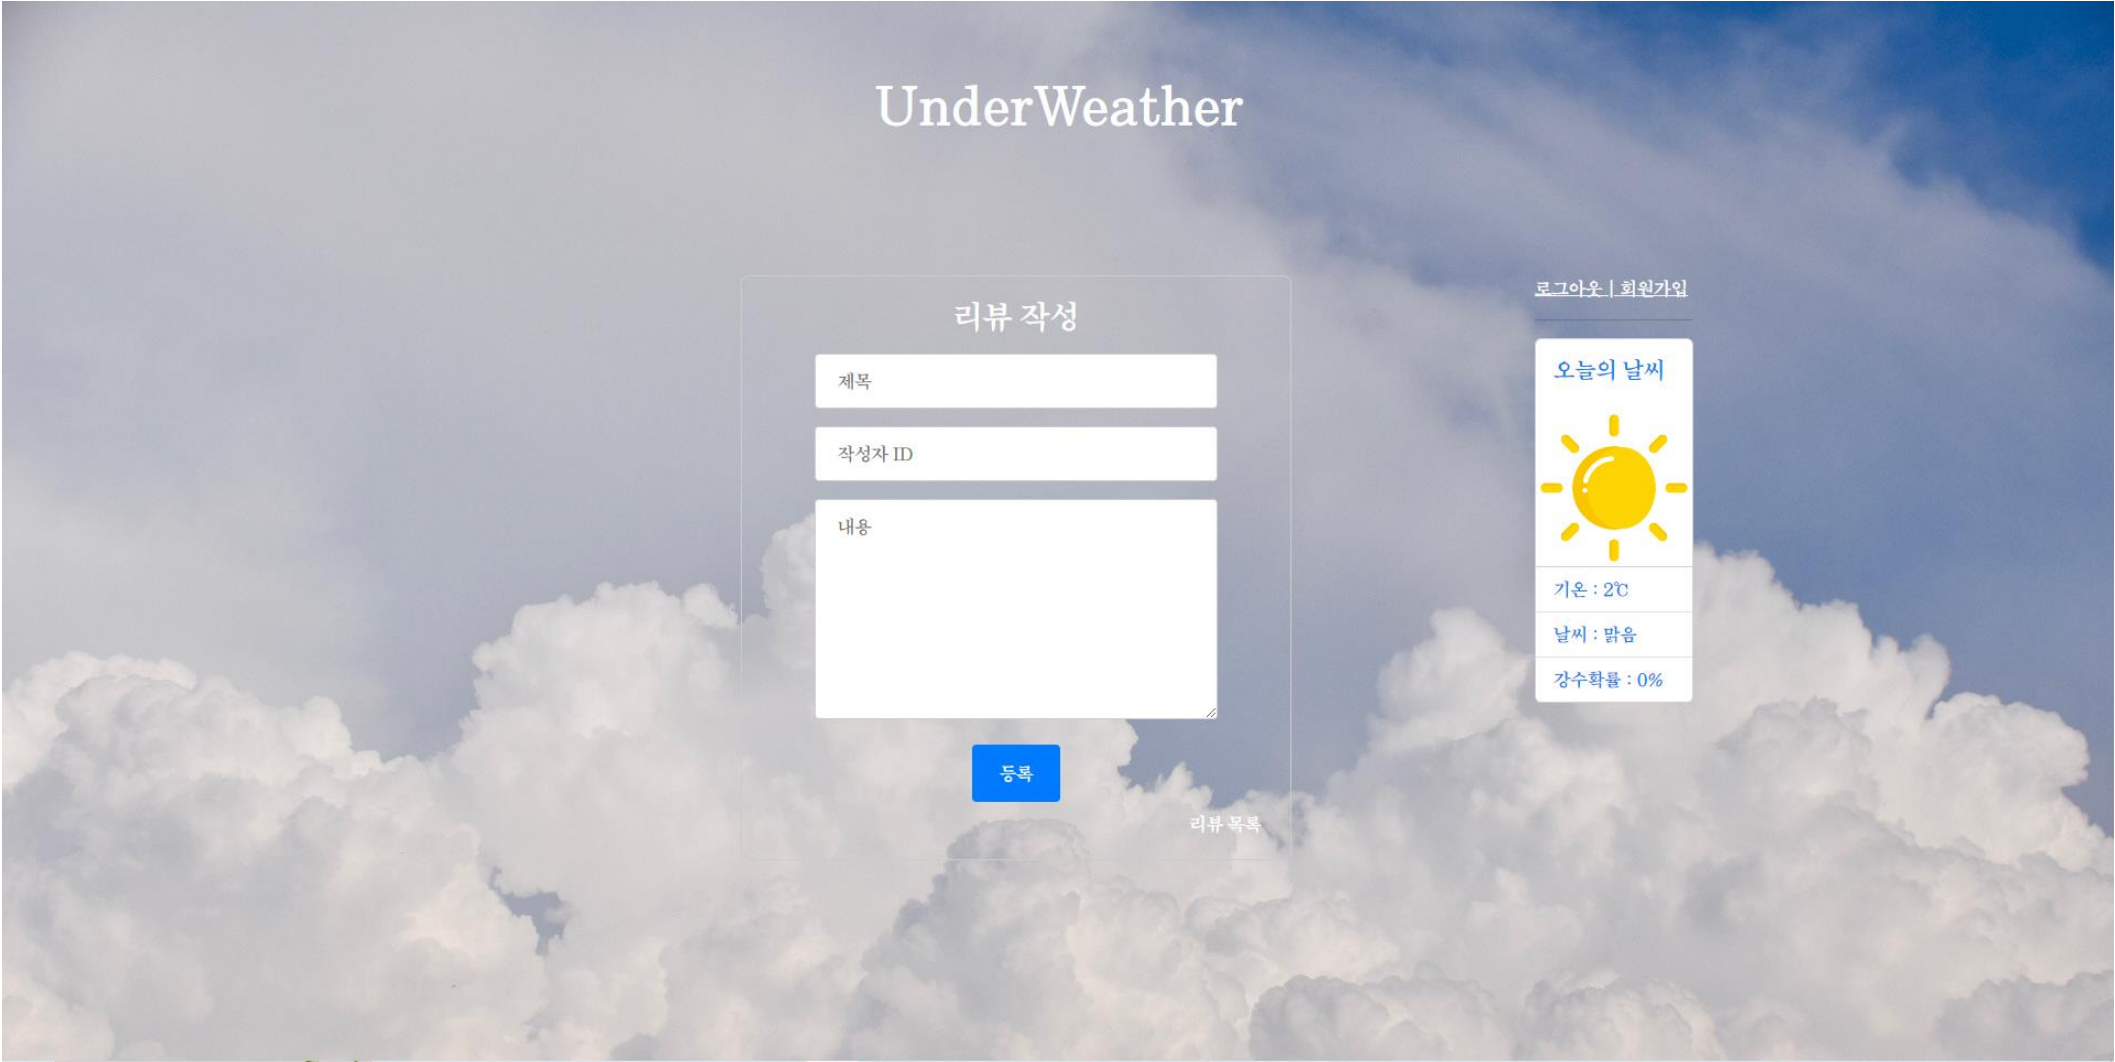 UnderWeather
로그아웃 | 회원가입
리뷰 작성
제목
작성자 ID
내용
등록
리뷰 목록
오늘의 날씨
기온 : 2℃
날씨 : 맑음
강수확률 : 0%